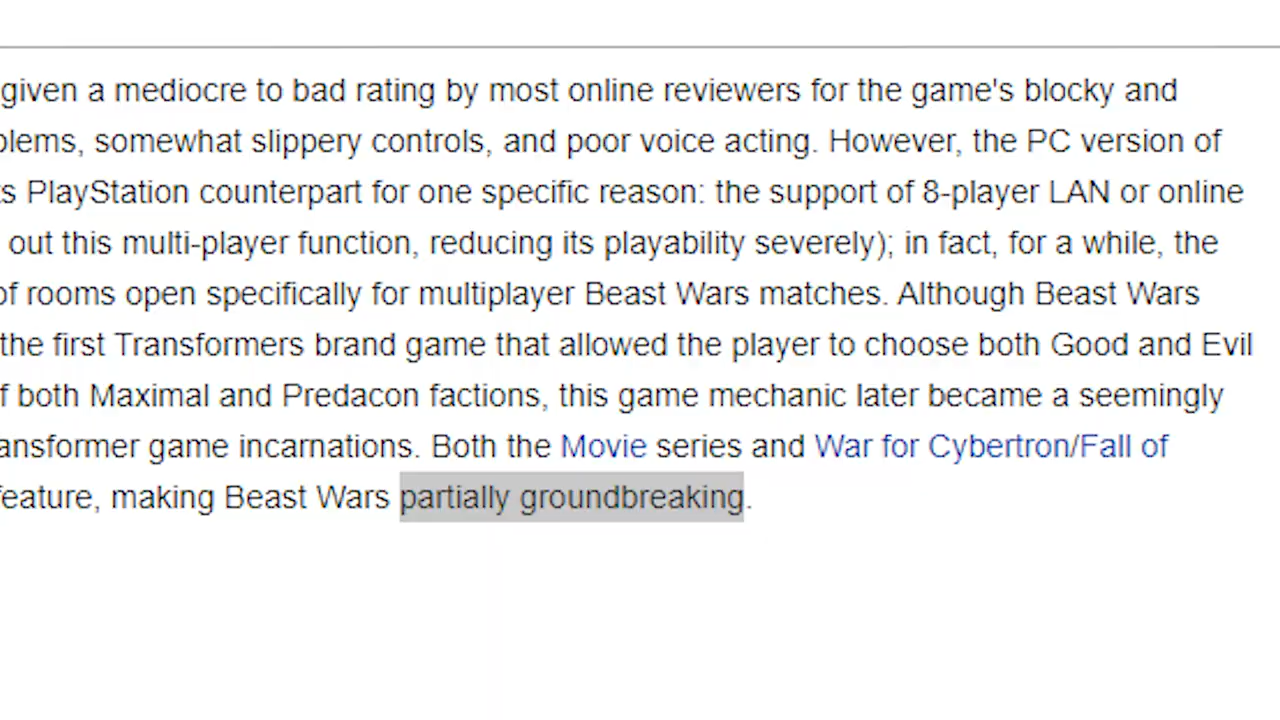 given a mediocre to bad rating by most online reviewers for the game's blocky and
blems, somewhat slippery controls, and poor voice acting. However, the PC version of
ts PlayStation counterpart for one specific reason: the support of 8-player LAN or online
out this multi-player function, reducing its playability severely); in fact, for a while, the
of rooms open specifically for multiplayer Beast Wars matches. Although Beast Wars
the first Transformers brand game that allowed the player to choose both Good and Evil
f both Maximal and Predacon factions, this game mechanic later became a seemingly
ansformer game incarnations. Both the Movie series and War for Cybertron/Fall of
feature, making Beast Wars partially groundbreaking.